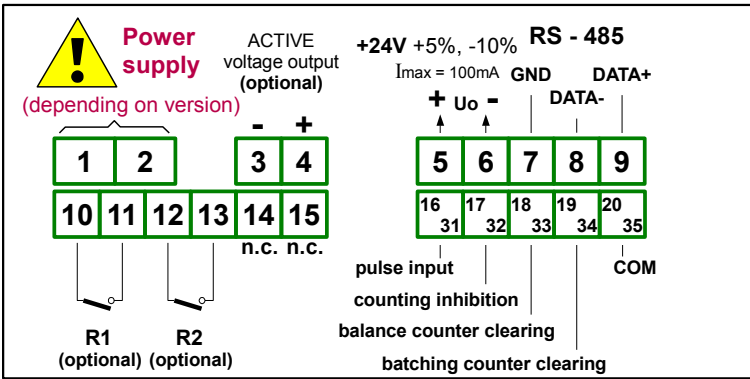 Power
supply
(depending on version)
ACTIVE
voltage output
(optional)
- +
+24V +5%, -10%
Imax = 100mA
+ Uo -
RS - 485
GND DATA+
DATA-
1 2 3 4 5 6 7 8 9
10 11 12 13 14 15
16 31 17 32 18 33 19 34 20 35
n.c. n.c.
R1
(optional)
R2
(optional)
pulse input
COM
counting inhibition
balance counter clearing
batching counter clearing